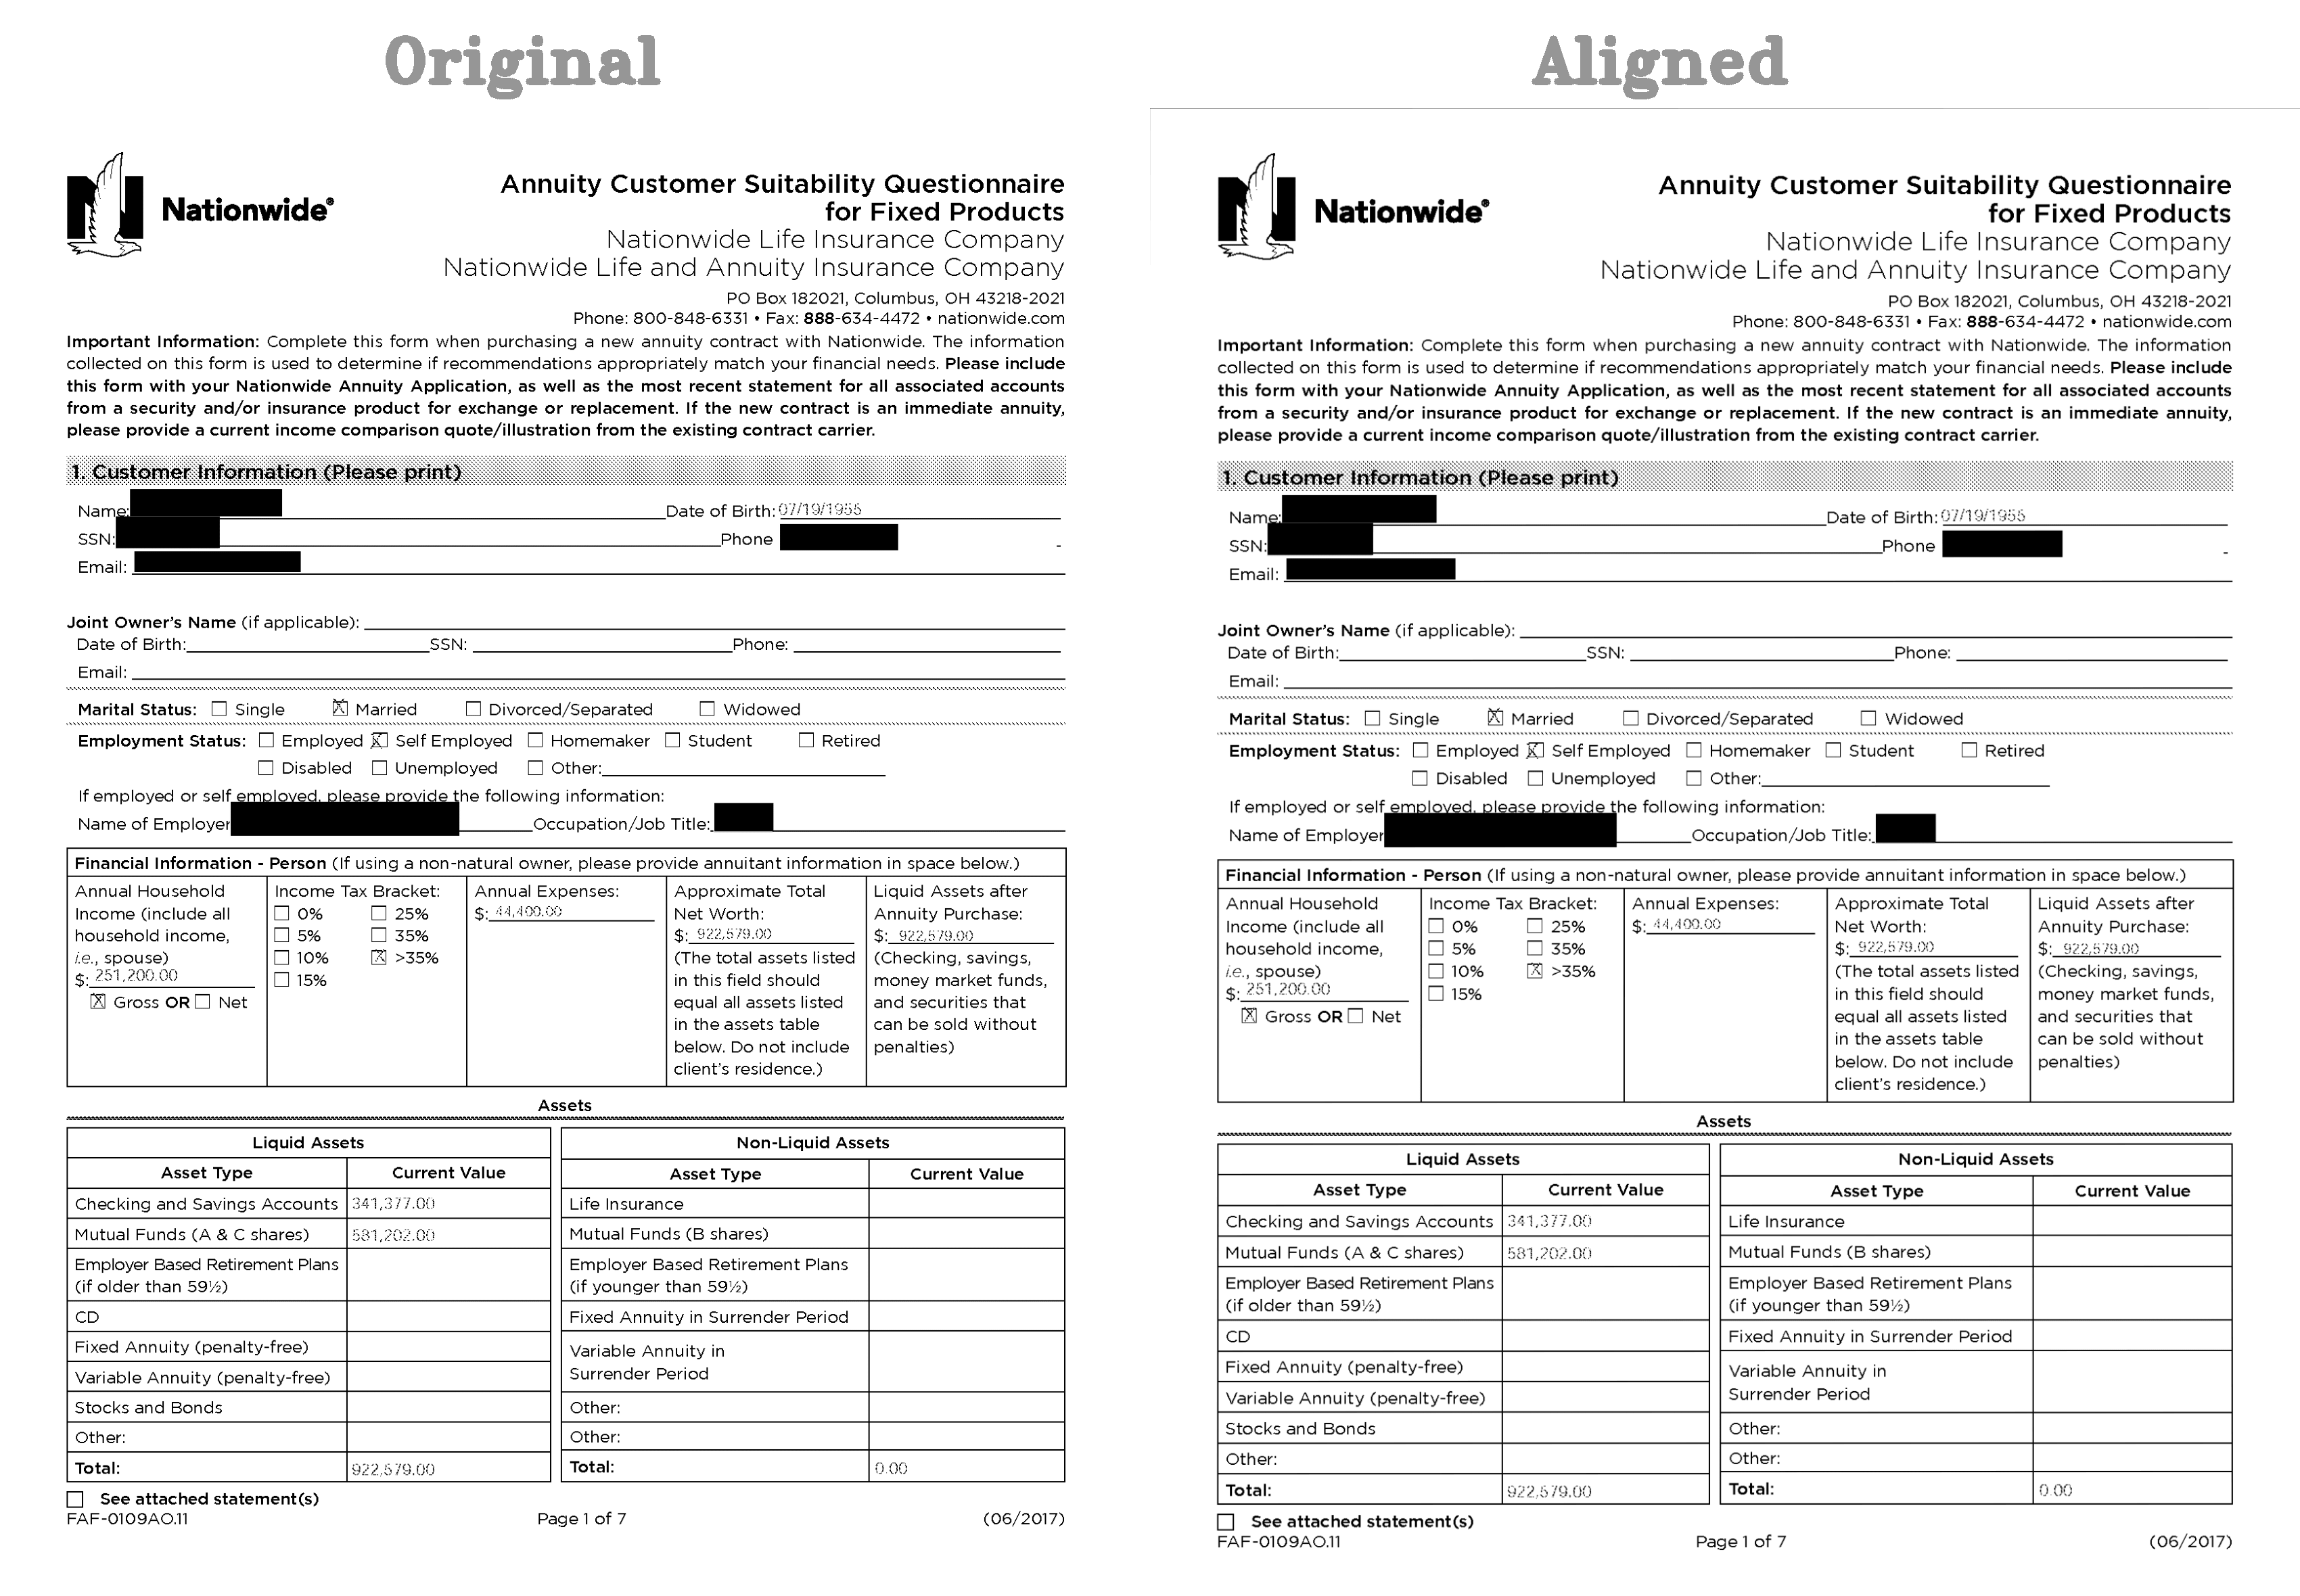 Original
Nationwide®
Annuity Customer Suitability Questionnaire
for Fixed Products
Nationwide Life Insurance Company
Nationwide Life and Annuity Insurance Company
PO Box 182021, Columbus, OH 43218-2021
Phone: 800-848-6331 • Fax: 888-634-4472 • nationwide.com
Important Information: Complete this form when purchasing a new annuity contract with Nationwide. The information
collected on this form is used to determine if recommendations appropriately match your financial needs. Please include
this form with your Nationwide Annuity Application, as well as the most recent statement for all associated accounts
from a security and/or insurance product for exchange or replacement. If the new contract is an immediate annuity,
please provide a current income comparison quote/illustration from the existing contract carrier.
1. Customer Information (Please print)
Name: Date of Birth: 07/19/1955
SSN: Phone -
Email:
Joint Owner's Name (if applicable):
Date of Birth: SSN: Phone:
Email:
Marital Status: Single X Married Divorced/Separated Widowed
Employment Status: Employed X Self Employed Homemaker Student Retired
Disabled Unemployed Other:
If employed or self employed, please provide the following information:
Name of Employer Occupation/Job Title:
Financial Information - Person (If using a non-natural owner, please provide annuitant information in space below.)
Annual Household
Income (include all
household income,
i.e., spouse)
$: 251,200.00
X Gross OR Net
Income Tax Bracket:
0% 25%
5% 35%
10% X >35%
15%
Annual Expenses:
$: 44,400.00
Approximate Total
Net Worth:
$: 922,579.00
(The total assets listed
in this field should
equal all assets listed
in the assets table
below. Do not include
client's residence.)
Liquid Assets after
Annuity Purchase:
$: 922,579.00
(Checking, savings,
money market funds,
and securities that
can be sold without
penalties)
Assets
Liquid Assets
Asset Type Current Value
Checking and Savings Accounts 341,377.00
Mutual Funds (A & C shares) 581,202.00
Employer Based Retirement Plans
(if older than 59½)
CD
Fixed Annuity (penalty-free)
Variable Annuity (penalty-free)
Stocks and Bonds
Other:
Total: 922,579.00
Non-Liquid Assets
Asset Type Current Value
Life Insurance
Mutual Funds (B shares)
Employer Based Retirement Plans
(if younger than 59½)
Fixed Annuity in Surrender Period
Variable Annuity in
Surrender Period
Other:
Other:
Total: 0.00
See attached statement(s)
FAF-0109AO.11 Page 1 of 7 (06/2017)
Aligned
Nationwide®
Annuity Customer Suitability Questionnaire
for Fixed Products
Nationwide Life Insurance Company
Nationwide Life and Annuity Insurance Company
PO Box 182021, Columbus, OH 43218-2021
Phone: 800-848-6331 • Fax: 888-634-4472 • nationwide.com
Important Information: Complete this form when purchasing a new annuity contract with Nationwide. The information
collected on this form is used to determine if recommendations appropriately match your financial needs. Please include
this form with your Nationwide Annuity Application, as well as the most recent statement for all associated accounts
from a security and/or insurance product for exchange or replacement. If the new contract is an immediate annuity,
please provide a current income comparison quote/illustration from the existing contract carrier.
1. Customer Information (Please print)
Name: Date of Birth: 07/19/1955
SSN: Phone -
Email:
Joint Owner's Name (if applicable):
Date of Birth: SSN: Phone:
Email:
Marital Status: Single X Married Divorced/Separated Widowed
Employment Status: Employed X Self Employed Homemaker Student Retired
Disabled Unemployed Other:
If employed or self employed, please provide the following information:
Name of Employer Occupation/Job Title:
Financial Information - Person (If using a non-natural owner, please provide annuitant information in space below.)
Annual Household
Income (include all
household income,
i.e., spouse)
$: 251,200.00
X Gross OR Net
Income Tax Bracket:
0% 25%
5% 35%
10% X >35%
15%
Annual Expenses:
$: 44,400.00
Approximate Total
Net Worth:
$: 922,579.00
(The total assets listed
in this field should
equal all assets listed
in the assets table
below. Do not include
client's residence.)
Liquid Assets after
Annuity Purchase:
$: 922,579.00
(Checking, savings,
money market funds,
and securities that
can be sold without
penalties)
Assets
Liquid Assets
Asset Type Current Value
Checking and Savings Accounts 341,377.00
Mutual Funds (A & C shares) 581,202.00
Employer Based Retirement Plans
(if older than 59½)
CD
Fixed Annuity (penalty-free)
Variable Annuity (penalty-free)
Stocks and Bonds
Other:
Total: 922,579.00
Non-Liquid Assets
Asset Type Current Value
Life Insurance
Mutual Funds (B shares)
Employer Based Retirement Plans
(if younger than 59½)
Fixed Annuity in Surrender Period
Variable Annuity in
Surrender Period
Other:
Other:
Total: 0.00
See attached statement(s)
FAF-0109AO.11 Page 1 of 7 (06/2017)